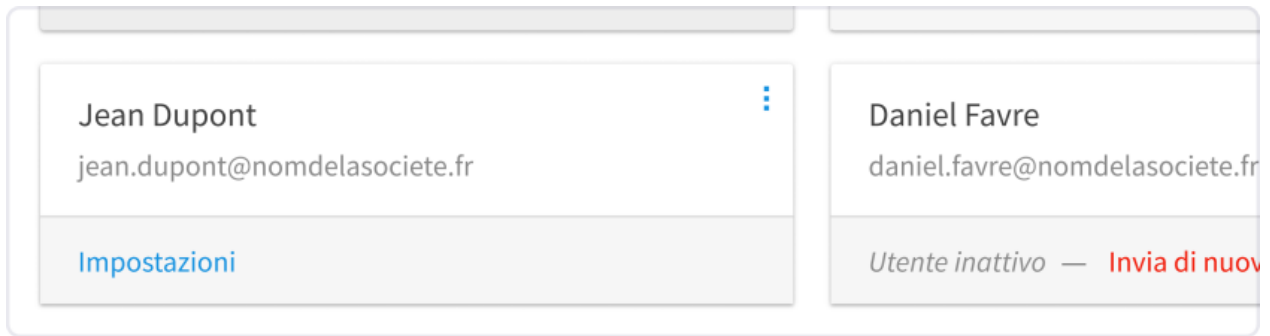 Jean Dupont
jean.dupont@nomdelasociete.fr
Impostazioni
Daniel Favre
daniel.favre@nomdelasociete.fr
Utente inattivo — Invia di